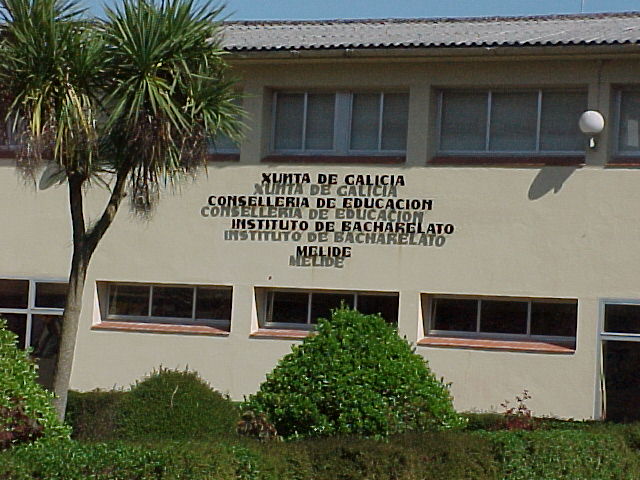 XUNTA DE GALICIA
CONSELLERIA DE EDUCACION
INSTITUTO DE BACHARELATO
MELIDE